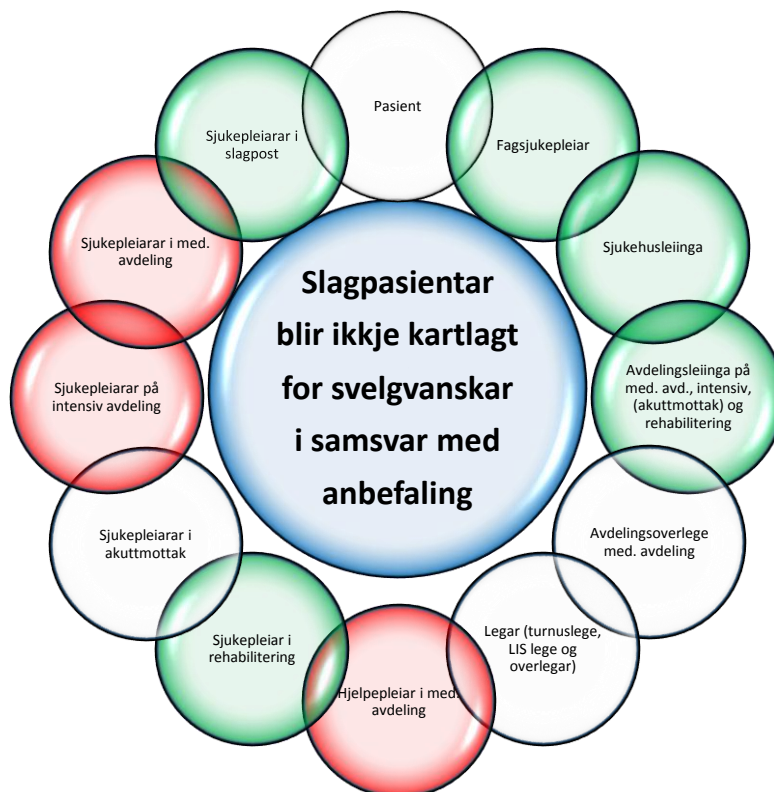 Pasient
Fagsjukepleiar
Sjukehusleiinga
Avdelingsleiinga på
med. avd., intensiv,
(akuttmottak) og
rehabilitering
Avdelingsoverlege
med. avdeling
Legar (turnuslege,
LIS lege og
overlegar)
Hjelpepleiar i med.
avdeling
Sjukepleiar i
rehabilitering
Sjukepleiarar i
akuttmottak
Sjukepleiarar på
intensiv avdeling
Sjukepleiarar i med.
avdeling
Sjukepleiarar i
slagpost
Slagpasientar
blir ikkje kartlagt
for svelgvanskar
i samsvar med
anbefaling